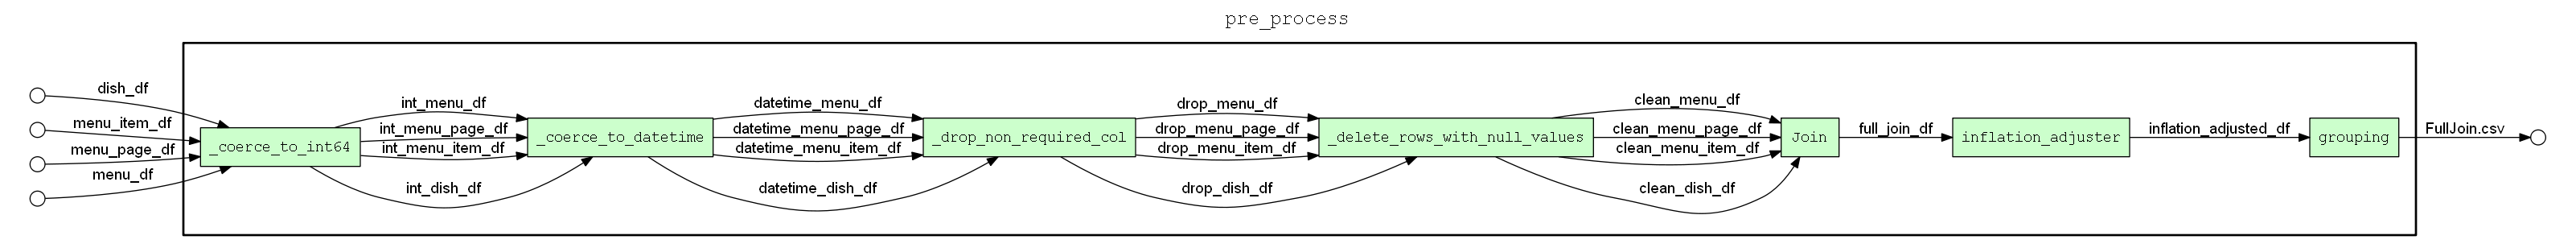 pre_process
dish_df
menu_item_df
menu_page_df
menu_df
_coerce_to_int64
int_menu_df
int_menu_page_df
int_menu_item_df
int_dish_df
_coerce_to_datetime
datetime_menu_df
datetime_menu_page_df
datetime_menu_item_df
datetime_dish_df
_drop_non_required_col
drop_menu_df
drop_menu_page_df
drop_menu_item_df
drop_dish_df
_delete_rows_with_null_values
clean_menu_df
clean_menu_page_df
clean_menu_item_df
clean_dish_df
Join
full_join_df
inflation_adjuster
inflation_adjusted_df
grouping
FullJoin.csv